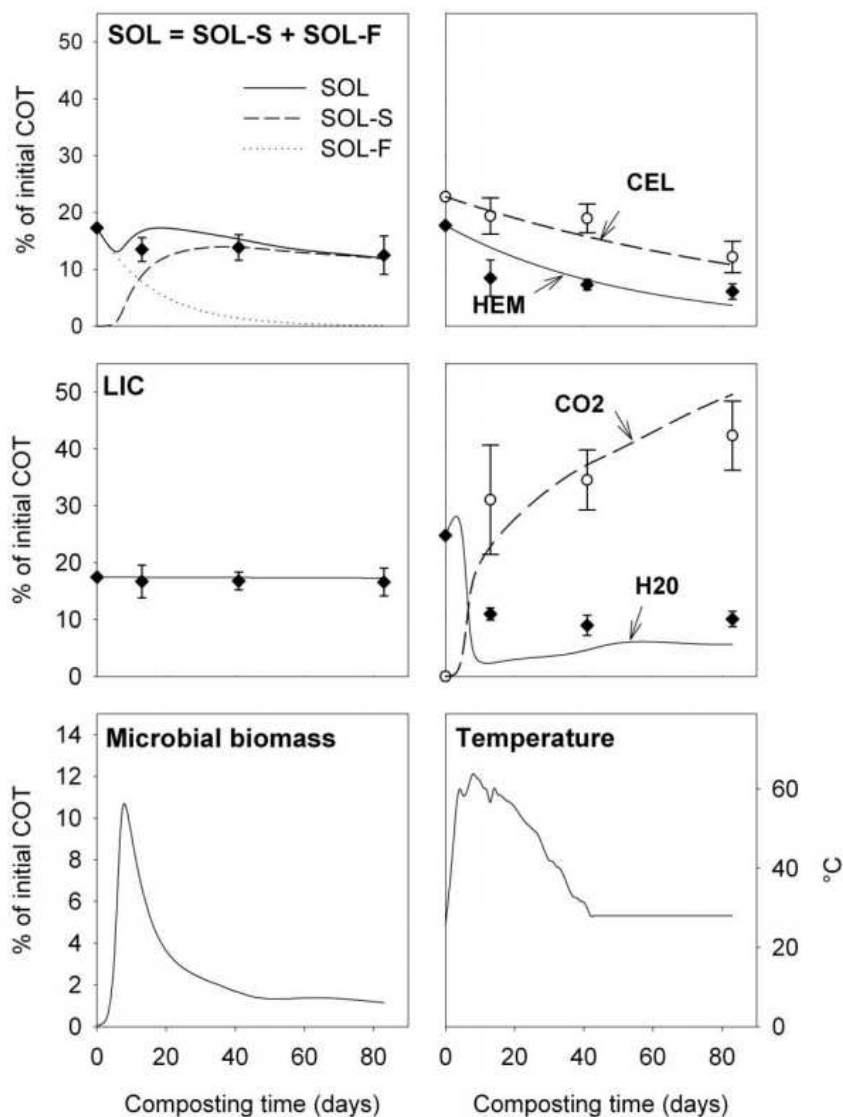 SOL = SOL-S + SOL-F
SOL
SOL-S
SOL-F
% of initial COT
50
40
30
20
10
0
CEL
HEM
LIC
% of initial COT
50
40
30
20
10
0
CO2
H20
Microbial biomass
% of initial COT
14
12
10
8
6
4
2
0
0 20 40 60 80
Composting time (days)
Temperature
60
40
20
0
°C
0 20 40 60 80
Composting time (days)